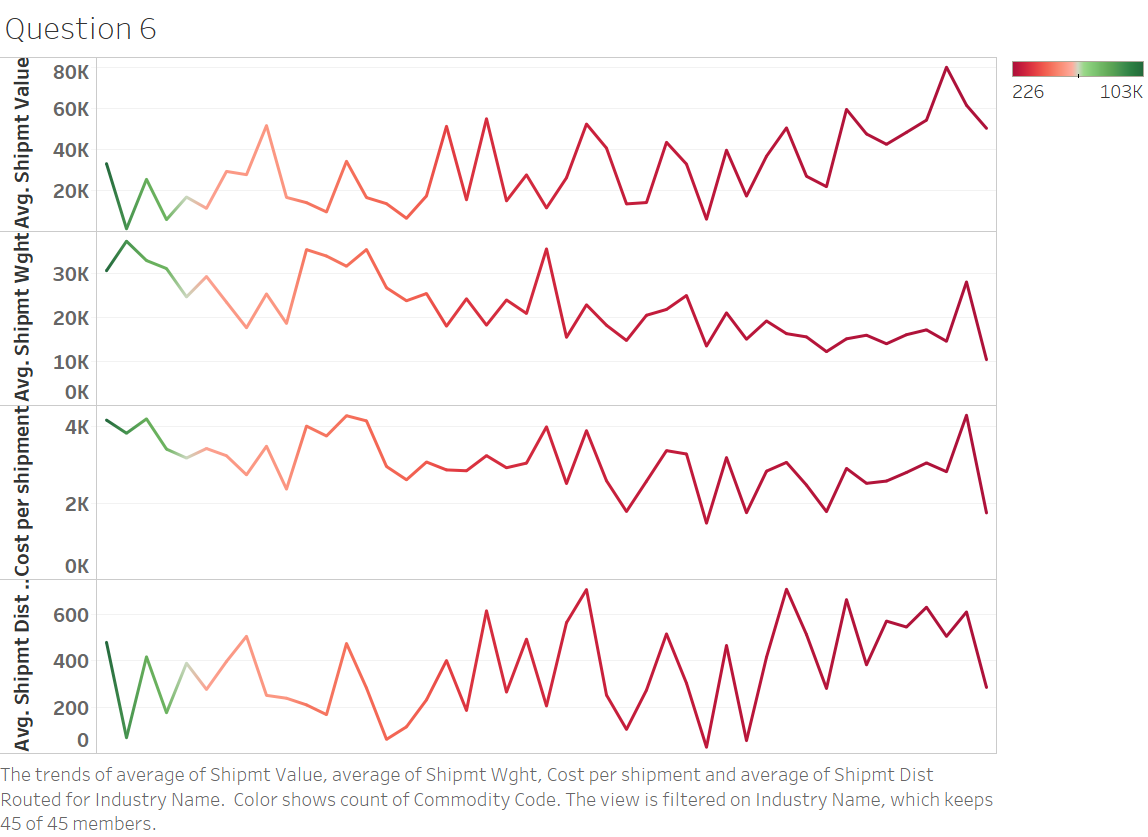 Question 6
Avg. Shipmt Value
80K
60K
40K
20K
Avg. Shipmt Wght
30K
20K
10K
0K
Cost per shipment
4K
2K
0K
Avg. Shipmt Dist ..
600
400
200
0
226
103K
The trends of average of Shipmt Value, average of Shipmt Wght, Cost per shipment and average of Shipmt Dist
Routed for Industry Name.  Color shows count of Commodity Code. The view is filtered on Industry Name, which keeps
45 of 45 members.